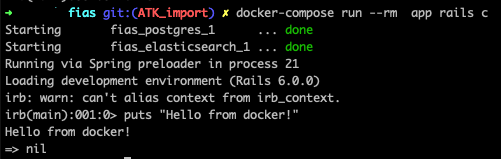 ➜ fias git:(ATK_import) ✗ docker-compose run --rm  app rails c
Starting     fias_postgres_1      ... done
Starting     fias_elasticsearch_1 ... done
Running via Spring preloader in process 21
Loading development environment (Rails 6.0.0)
irb: warn: can't alias context from irb_context.
irb(main):001:0> puts "Hello from docker!"
Hello from docker!
=> nil